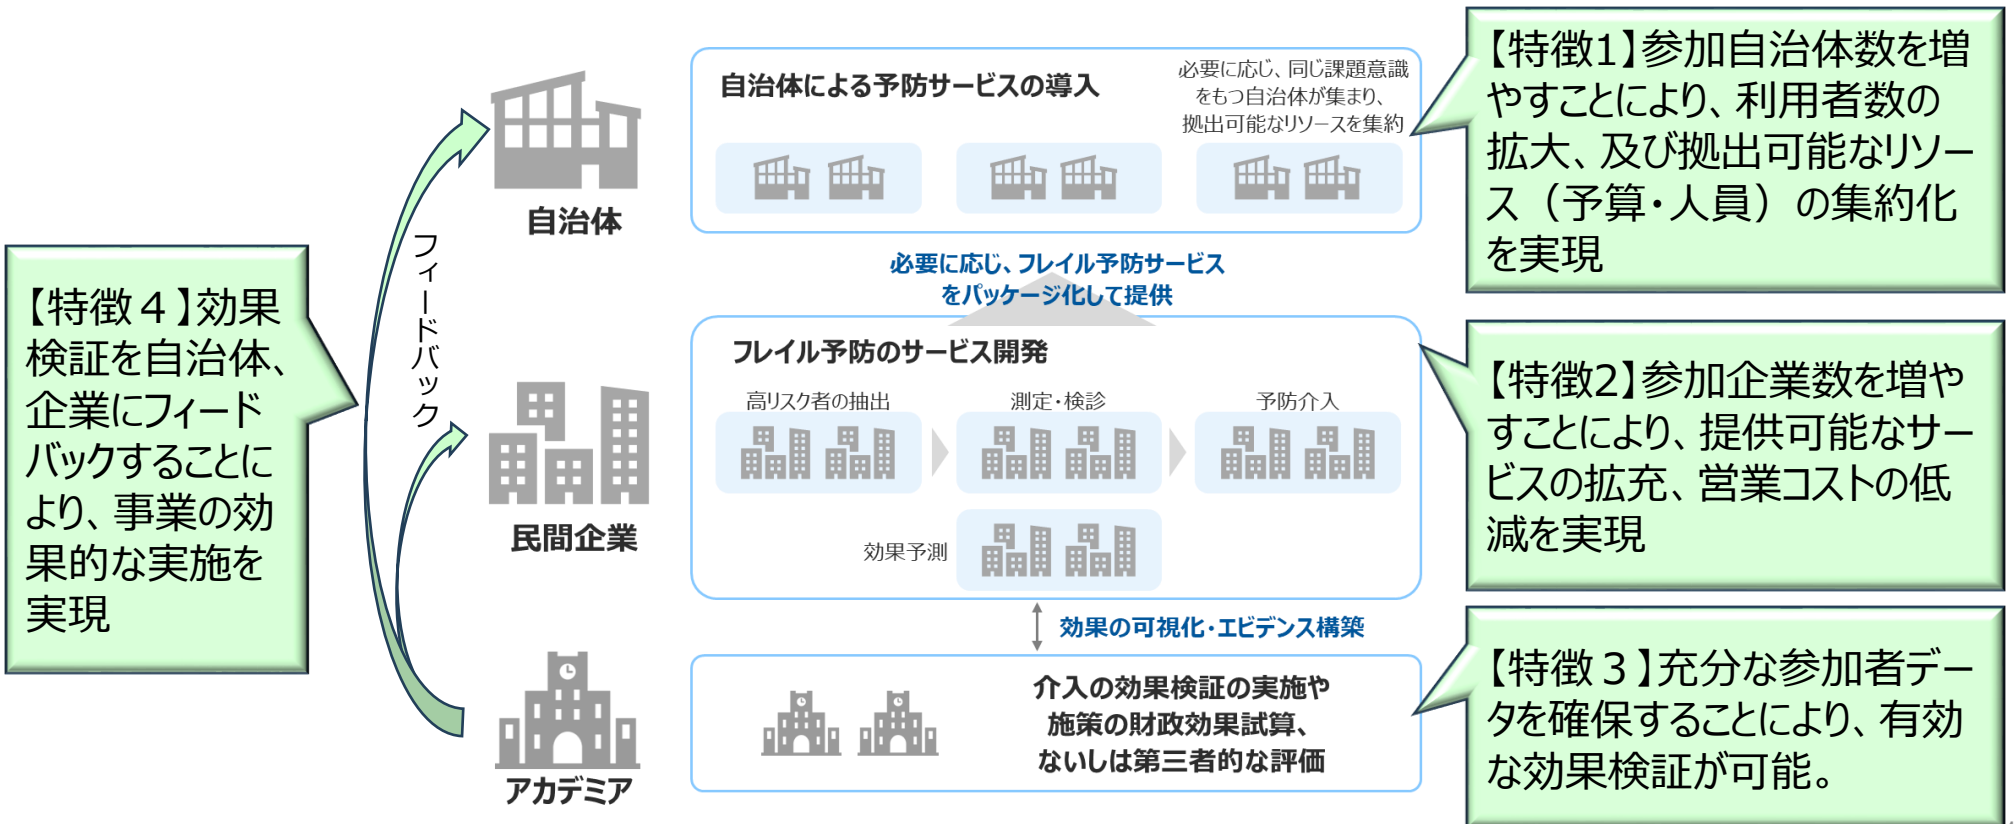 【特徴４】効果
検証を自治体、
企業にフィード
バックすることに
より、事業の効
果的な実施を
実現
フィードバック
自治体
民間企業
アカデミア
自治体による予防サービスの導入
必要に応じ、同じ課題意識
をもつ自治体が集まり、
拠出可能なリソースを集約
必要に応じ、フレイル予防サービス
をパッケージ化して提供
フレイル予防のサービス開発
高リスク者の抽出
測定・検診
予防介入
効果予測
効果の可視化・エビデンス構築
介入の効果検証の実施や
施策の財政効果試算、
ないしは第三者的な評価
【特徴1】参加自治体数を増
やすことにより、利用者数の
拡大、及び拠出可能なリソー
ス（予算・人員）の集約化
を実現
【特徴2】参加企業数を増や
すことにより、提供可能なサー
ビスの拡充、営業コストの低
減を実現
【特徴３】充分な参加者デー
タを確保することにより、有効
な効果検証が可能。